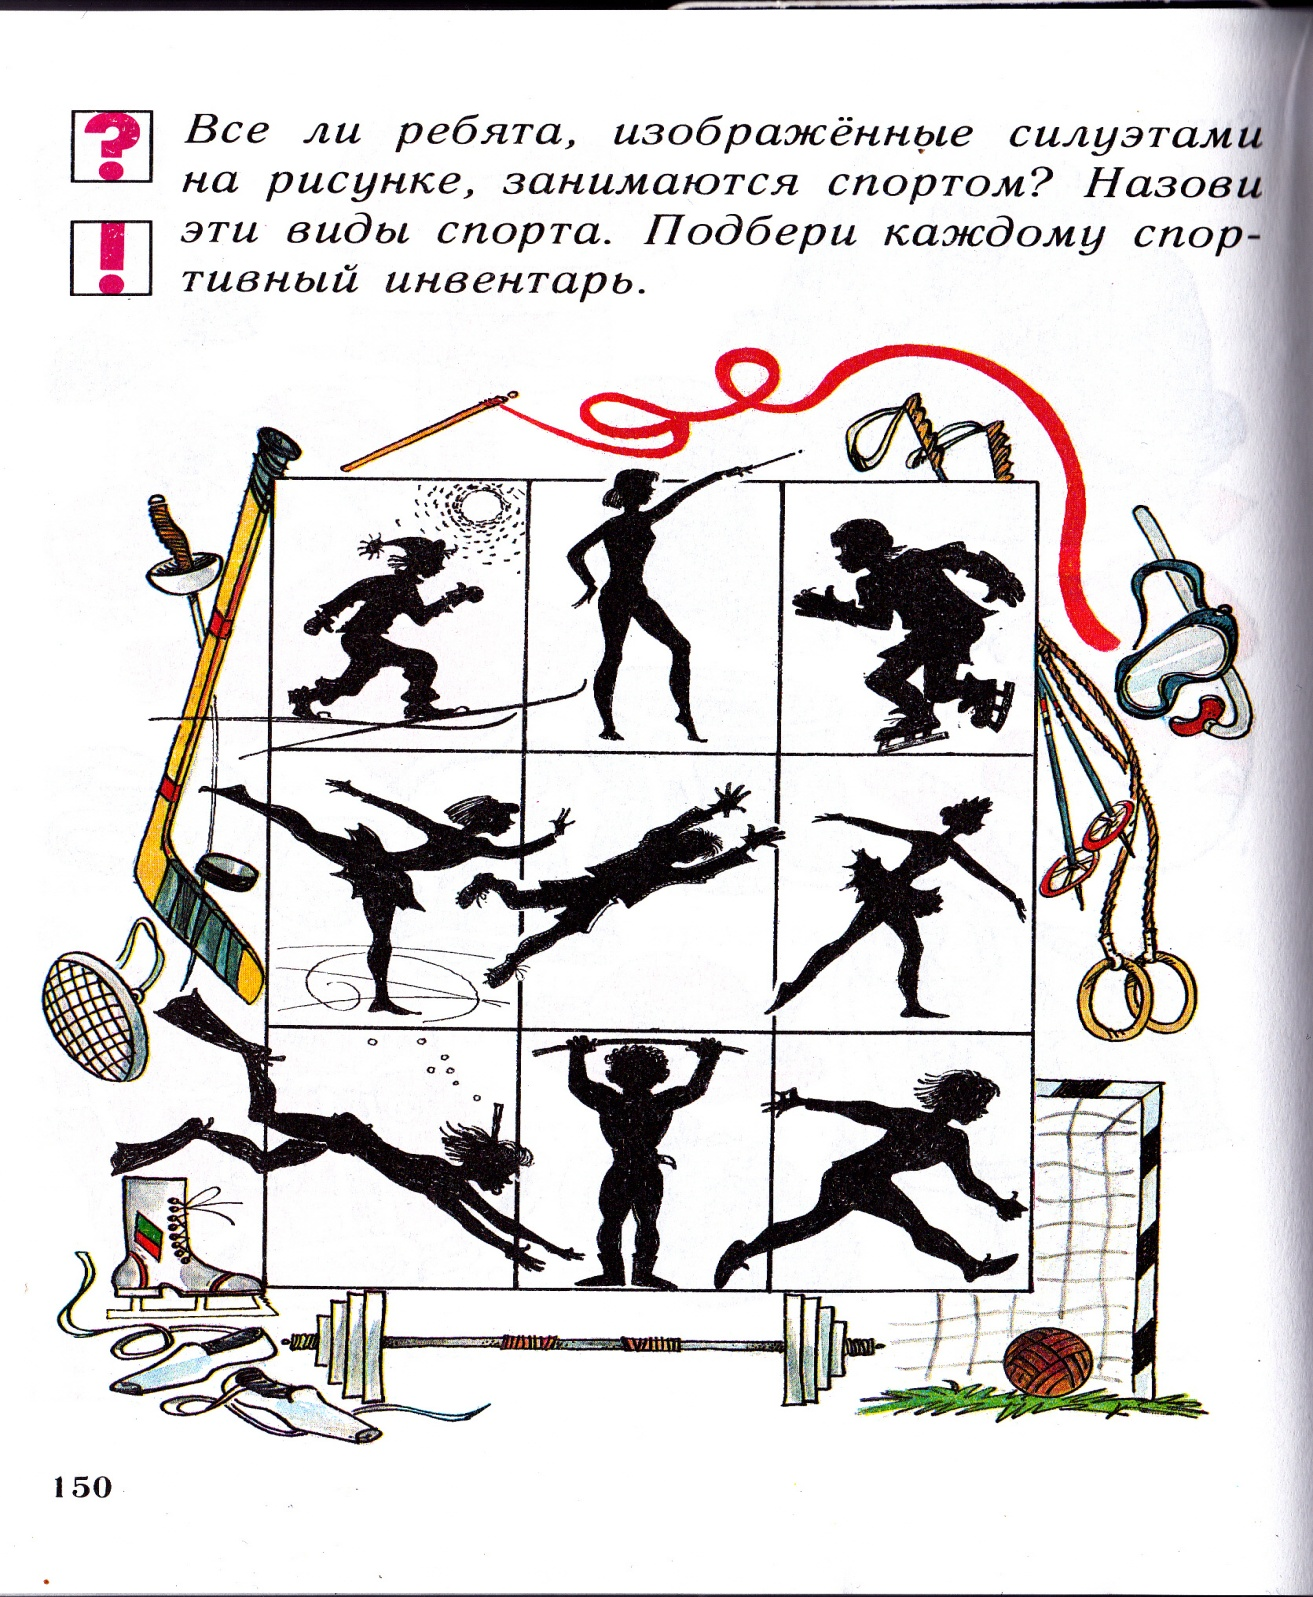 ?
Все ли ребята, изображённые силуэтами
на рисунке, занимаются спортом? Назови
!
эти виды спорта. Подбери каждому спор-
тивный инвентарь.
150